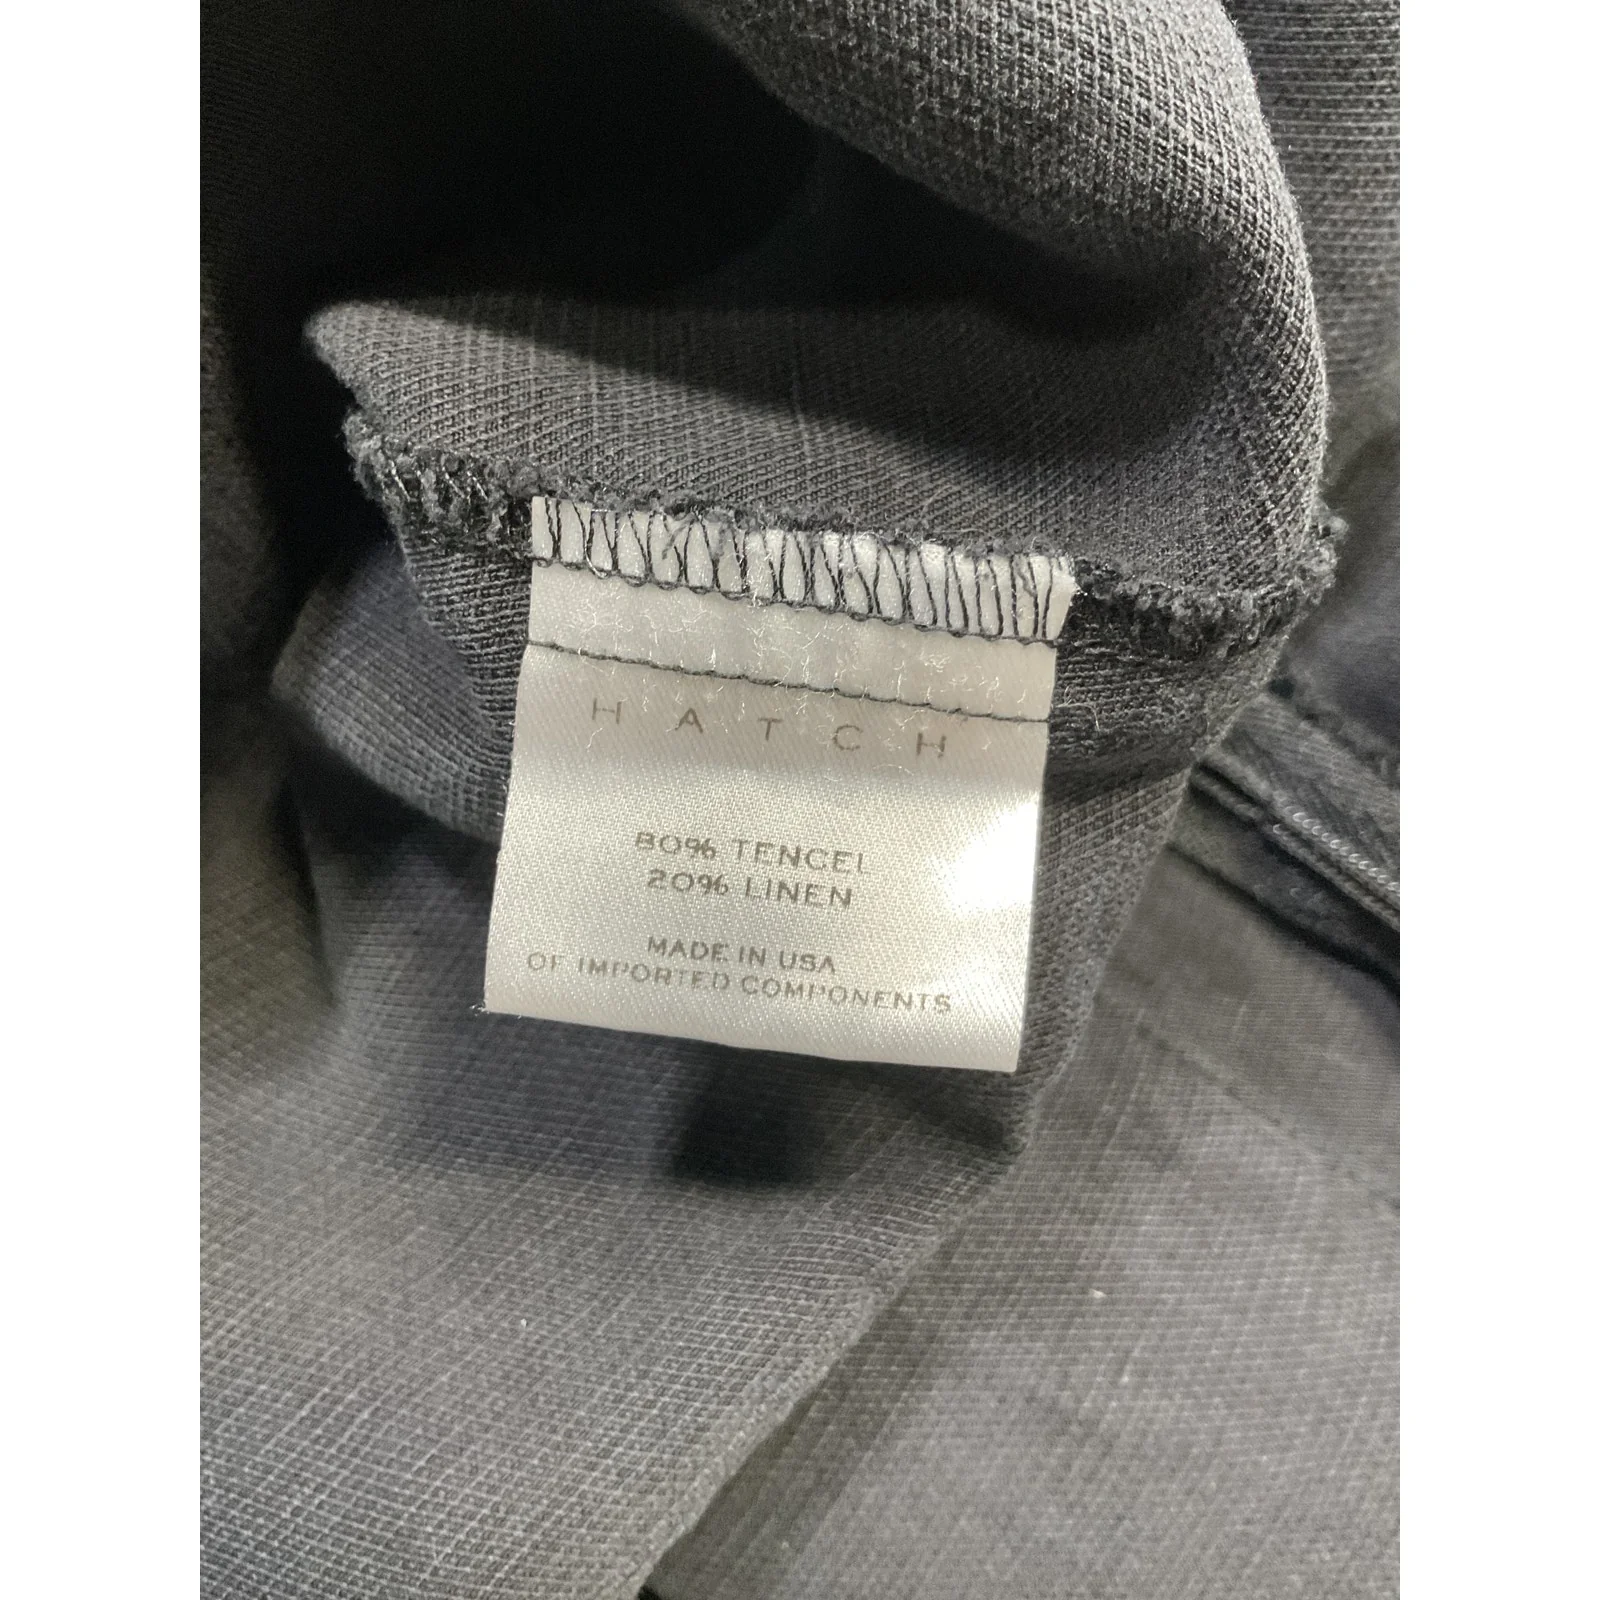 HATCH
80% TENCEL
20% LINEN
MADE IN USA
OF IMPORTED COMPONENTS